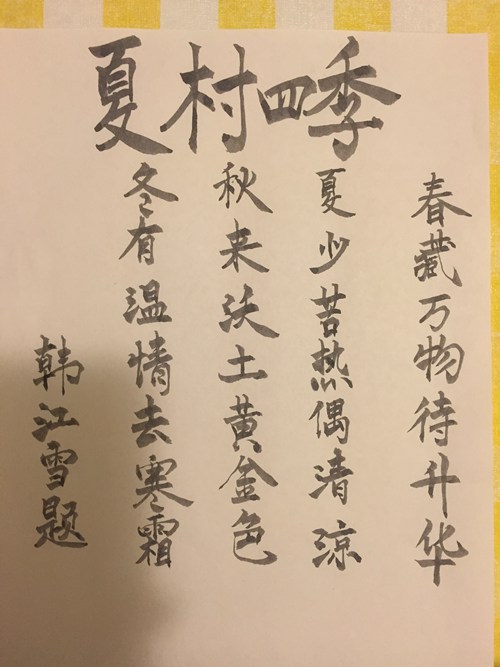 夏村四季
春藏万物待升华
夏少苦热偶清凉
秋来沃土黄金色
冬有温情去寒霜
韩江雪题